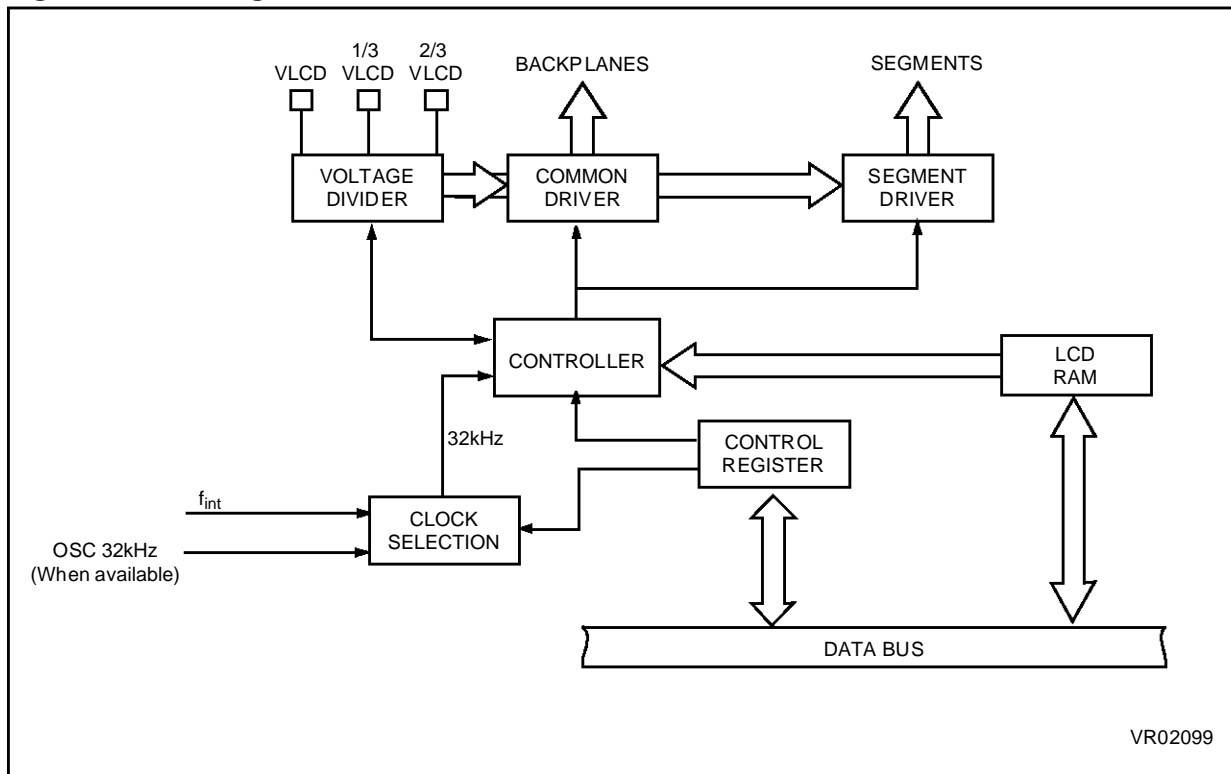 VLCD
1/3
VLCD
2/3
VLCD
BACKPLANES
SEGMENTS
VOLTAGE
DIVIDER
COMMON
DRIVER
SEGMENT
DRIVER
CONTROLLER
LCD
RAM
32kHz
CONTROL
REGISTER
fint
CLOCK
SELECTION
OSC 32kHz
(When available)
DATA BUS
VR02099